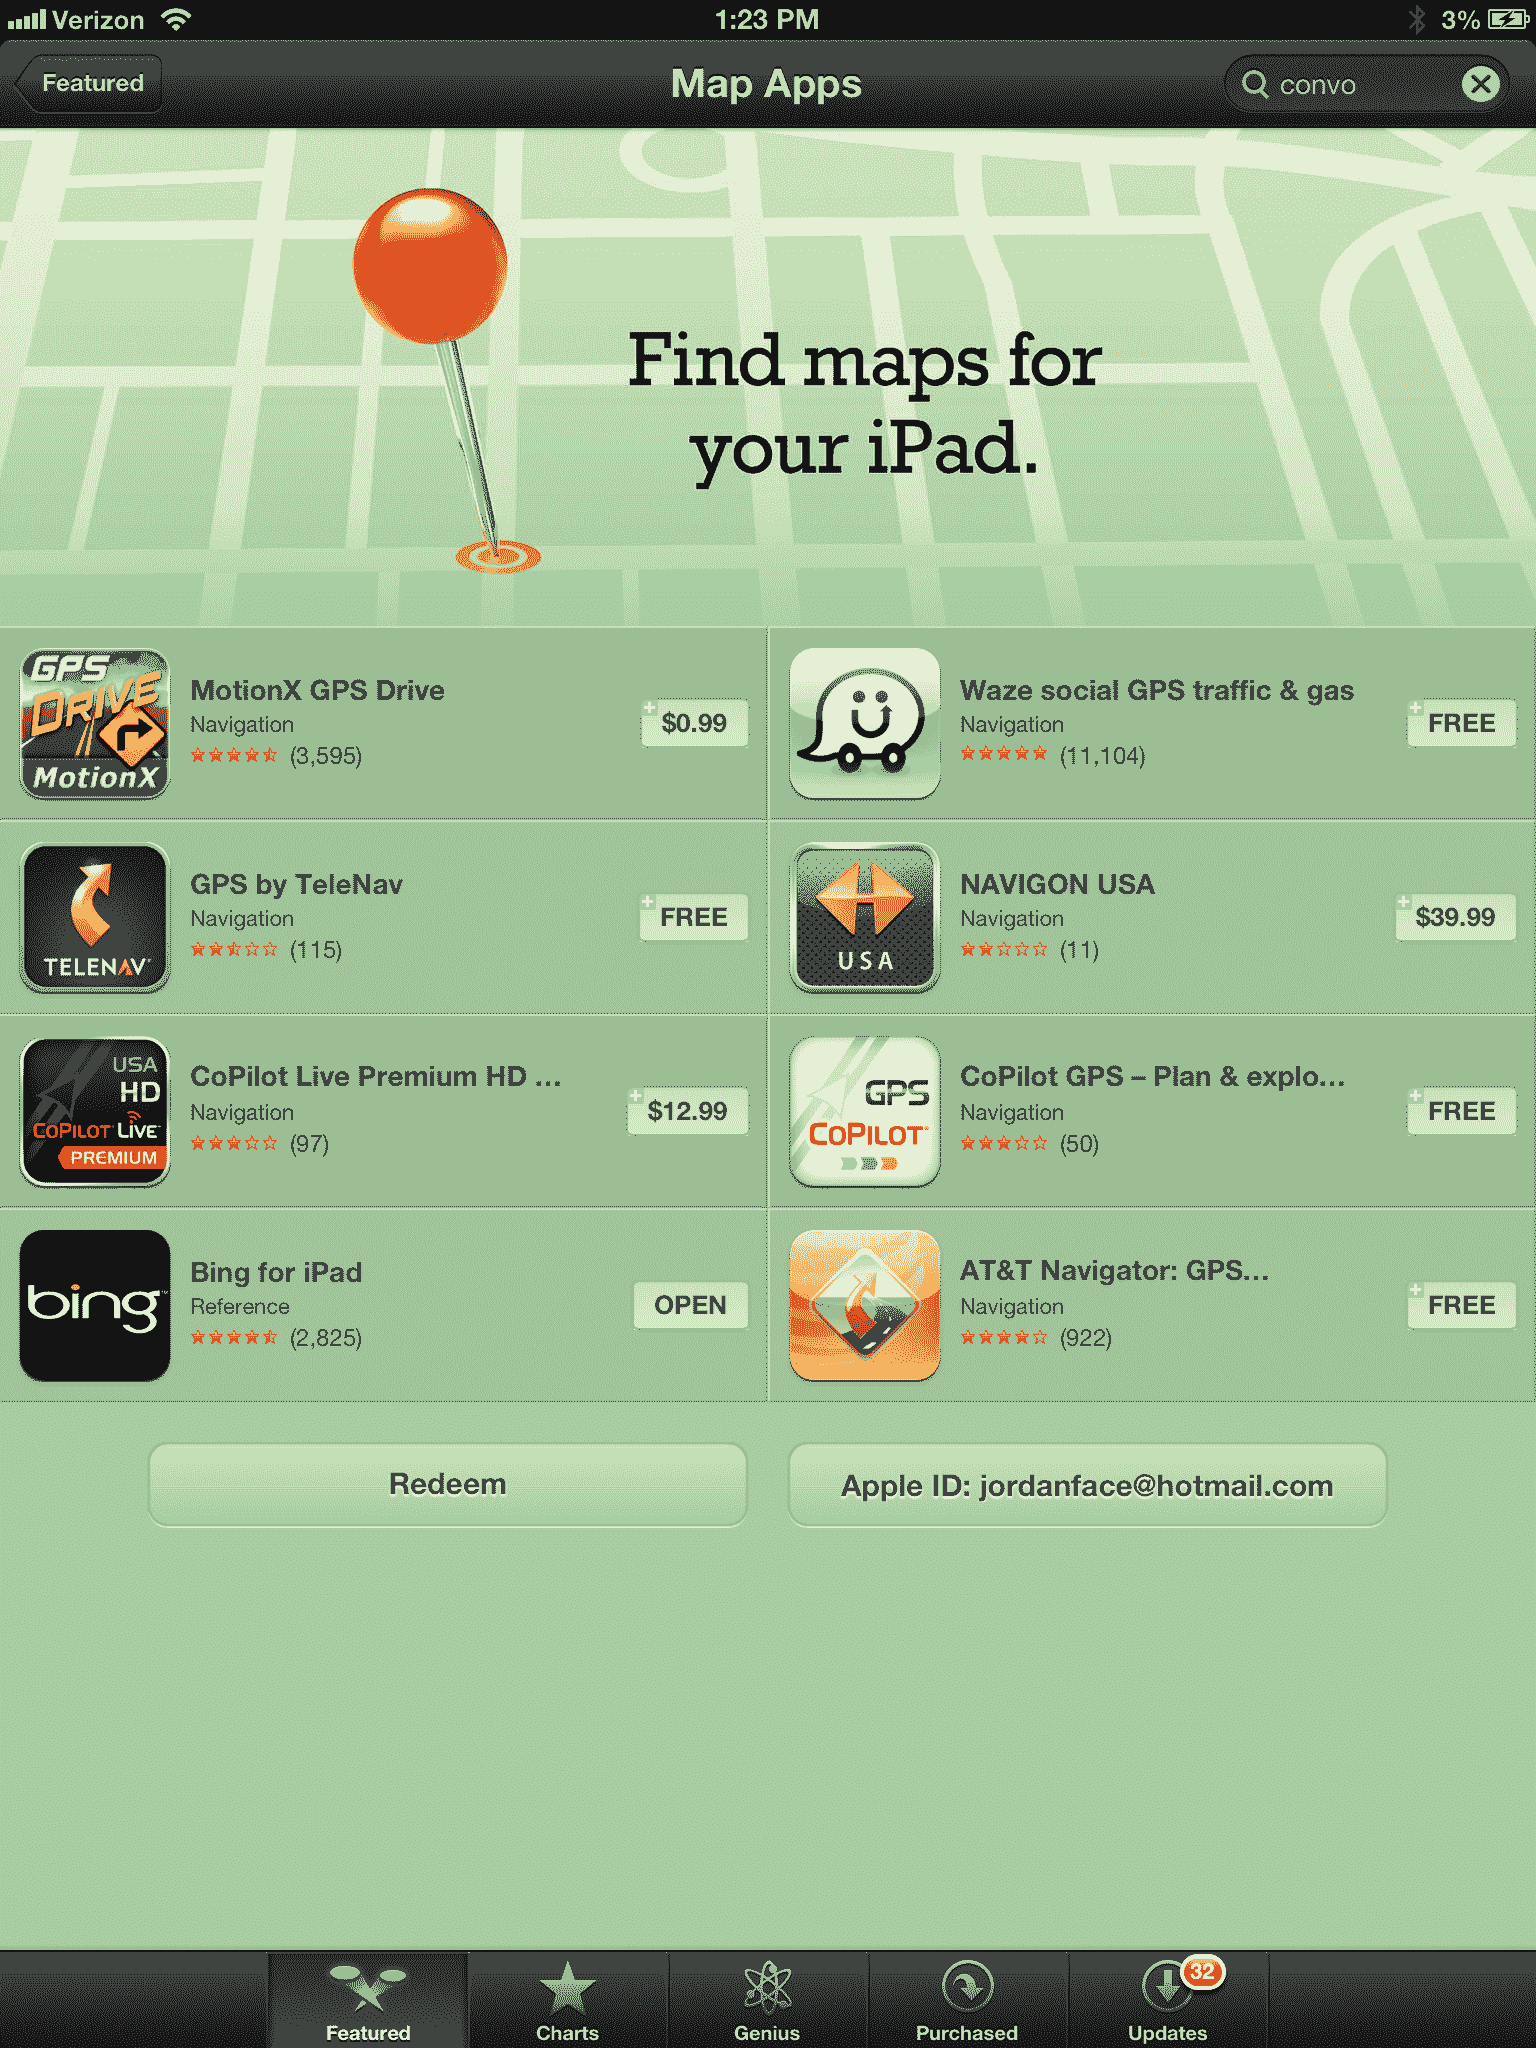 Verizon 1:23 PM 3%
Featured Map Apps convo
Find maps for
your iPad.
GPS
DRIVE
MotionX
MotionX GPS Drive
Navigation
(3,595)
$0.99
Waze social GPS traffic & gas
Navigation
(11,104)
FREE
TELENAV
GPS by TeleNav
Navigation
(115)
FREE
USA
NAVIGON USA
Navigation
(11)
$39.99
USA
HD
COPILOT LIVE™
PREMIUM
CoPilot Live Premium HD ...
Navigation
(97)
$12.99
GPS
COPILOT
CoPilot GPS – Plan & explo...
Navigation
(50)
FREE
bing™
Bing for iPad
Reference
(2,825)
OPEN
AT&T Navigator: GPS...
Navigation
(922)
FREE
Redeem Apple ID: jordanface@hotmail.com
32
Featured Charts Genius Purchased Updates